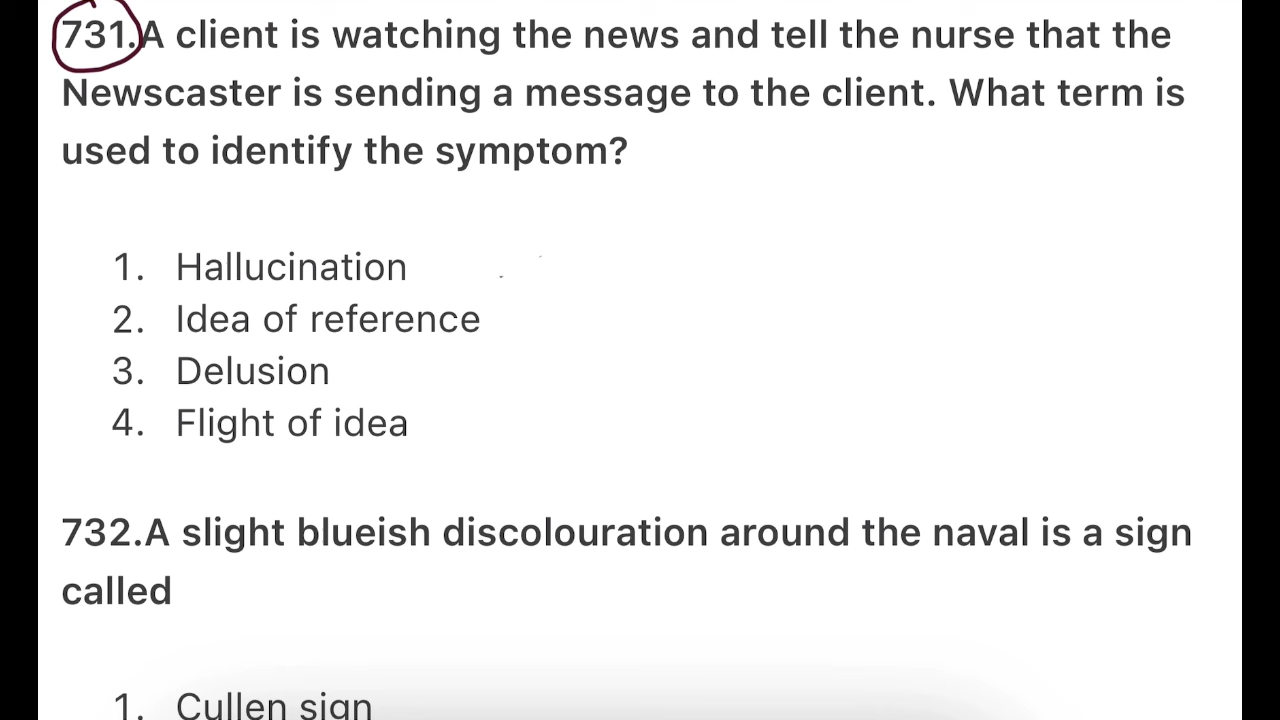 731.A client is watching the news and tell the nurse that the
Newscaster is sending a message to the client. What term is
used to identify the symptom?
1. Hallucination
2. Idea of reference
3. Delusion
4. Flight of idea
732.A slight blueish discolouration around the naval is a sign
called
1. Cullen sign